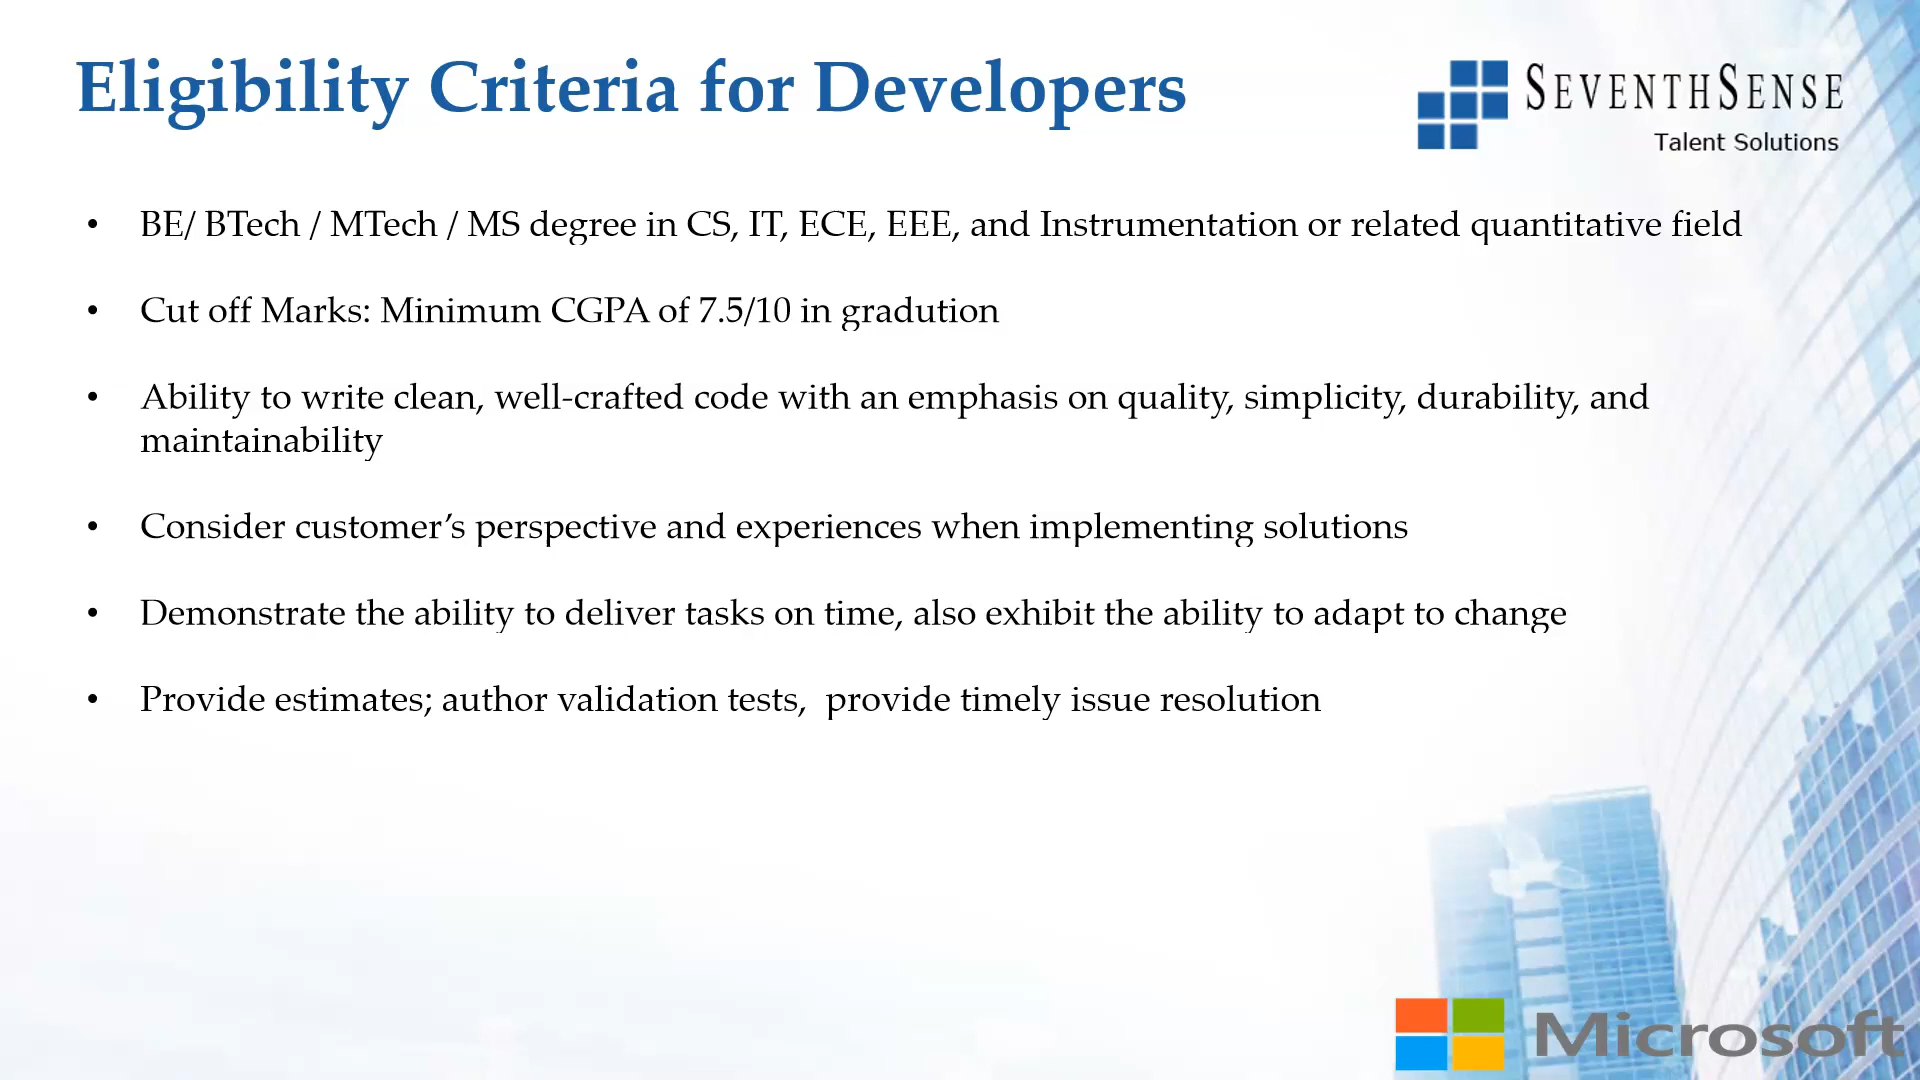 Eligibility Criteria for Developers
SEVENTHSENSE
Talent Solutions
• BE/ BTech / MTech / MS degree in CS, IT, ECE, EEE, and Instrumentation or related quantitative field
• Cut off Marks: Minimum CGPA of 7.5/10 in gradution
• Ability to write clean, well-crafted code with an emphasis on quality, simplicity, durability, and
maintainability
• Consider customer’s perspective and experiences when implementing solutions
• Demonstrate the ability to deliver tasks on time, also exhibit the ability to adapt to change
• Provide estimates; author validation tests,  provide timely issue resolution
Microsoft